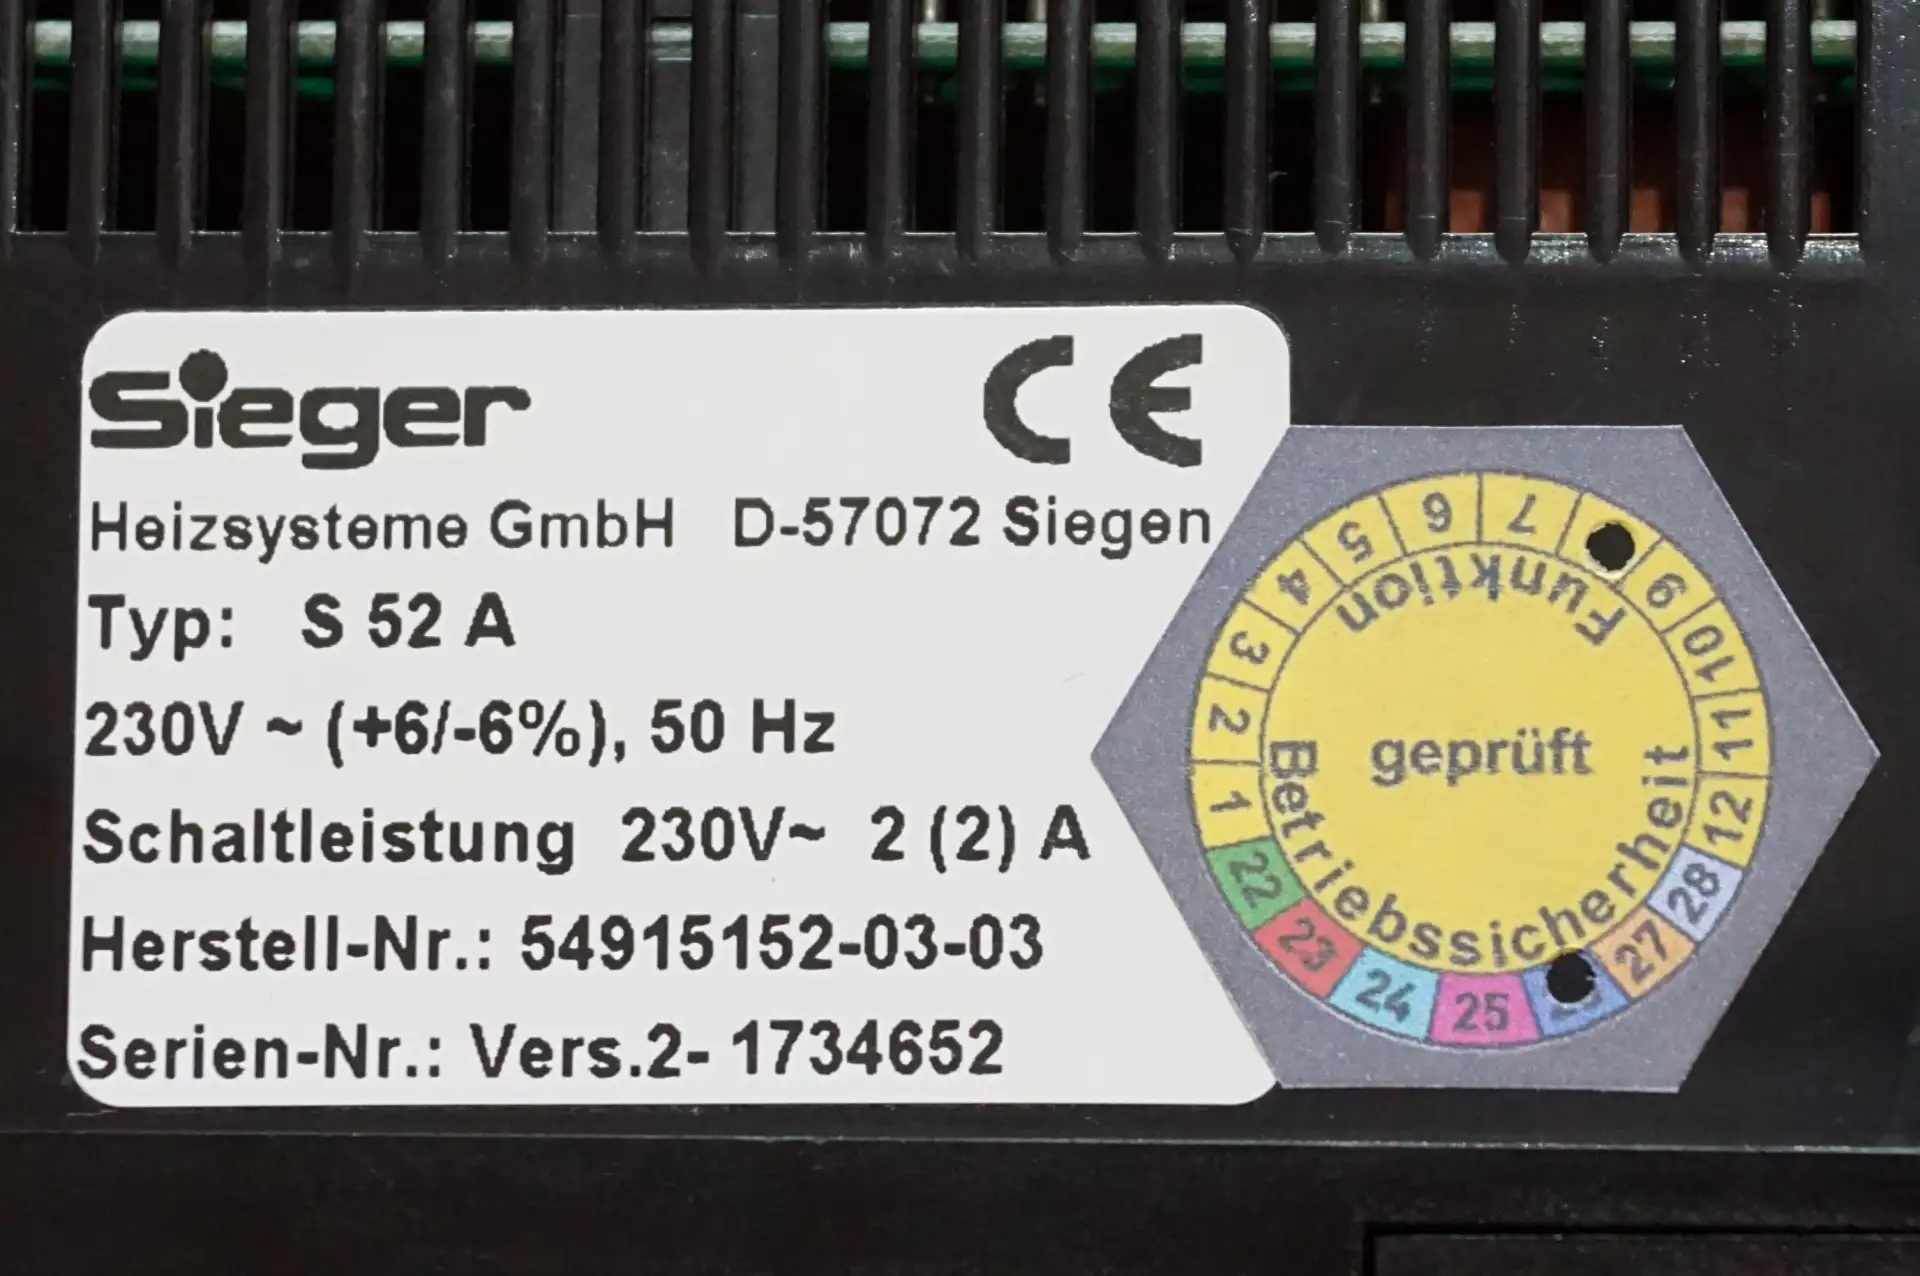 Sieger CE
Heizsysteme GmbH D-57072 Siegen
Typ: S 52 A
230V ~ (+6/-6%), 50 Hz
Schaltleistung 230V~ 2 (2) A
Herstell-Nr.: 54915152-03-03
Serien-Nr.: Vers.2- 1734652
1 2 3 4 5 6 7 9 10 11 12
Funktion
geprüft
Betriebssicherheit
22 23 24 25 27 28